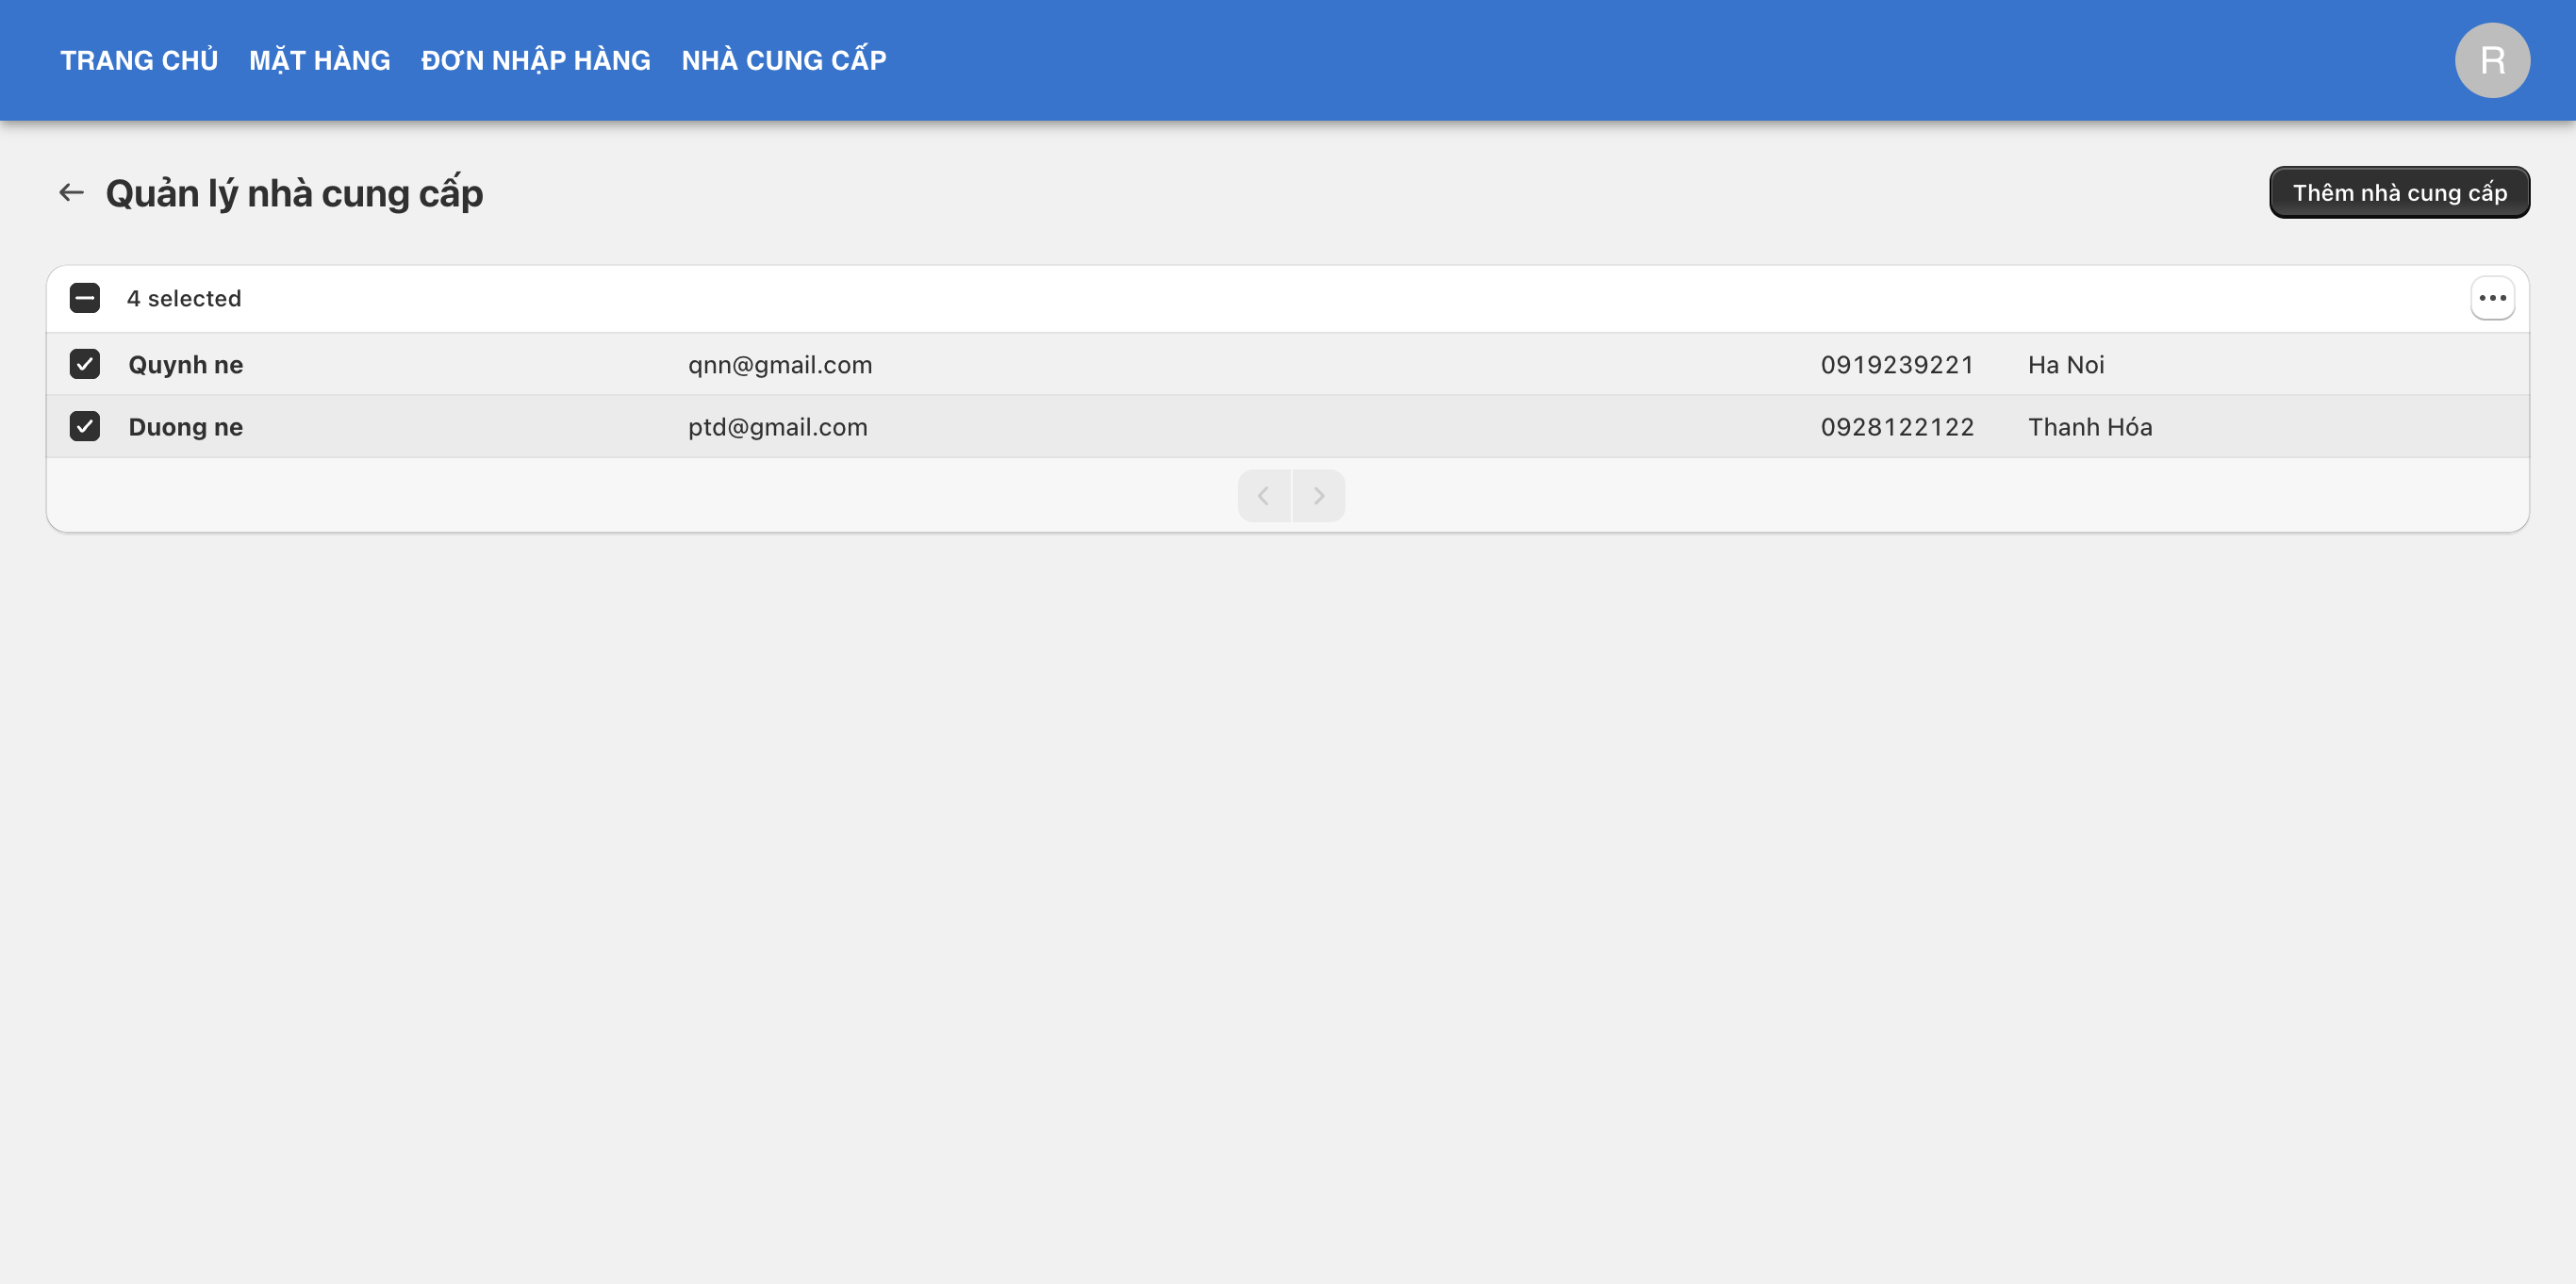 TRANG CHỦ MẶT HÀNG ĐƠN NHẬP HÀNG NHÀ CUNG CẤP R
Quản lý nhà cung cấp Thêm nhà cung cấp
4 selected
Quynh ne qnn@gmail.com 0919239221 Ha Noi
Duong ne ptd@gmail.com 0928122122 Thanh Hóa